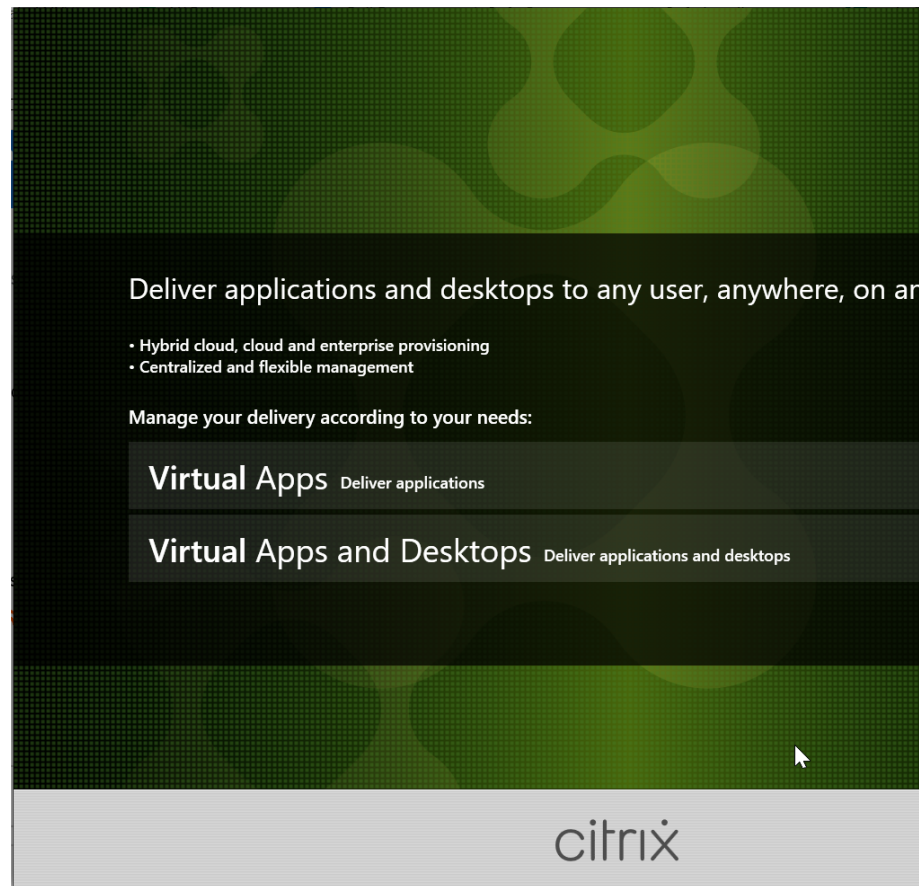 Deliver applications and desktops to any user, anywhere, on an
• Hybrid cloud, cloud and enterprise provisioning
• Centralized and flexible management
Manage your delivery according to your needs:
Virtual Apps Deliver applications
Virtual Apps and Desktops Deliver applications and desktops
citrix